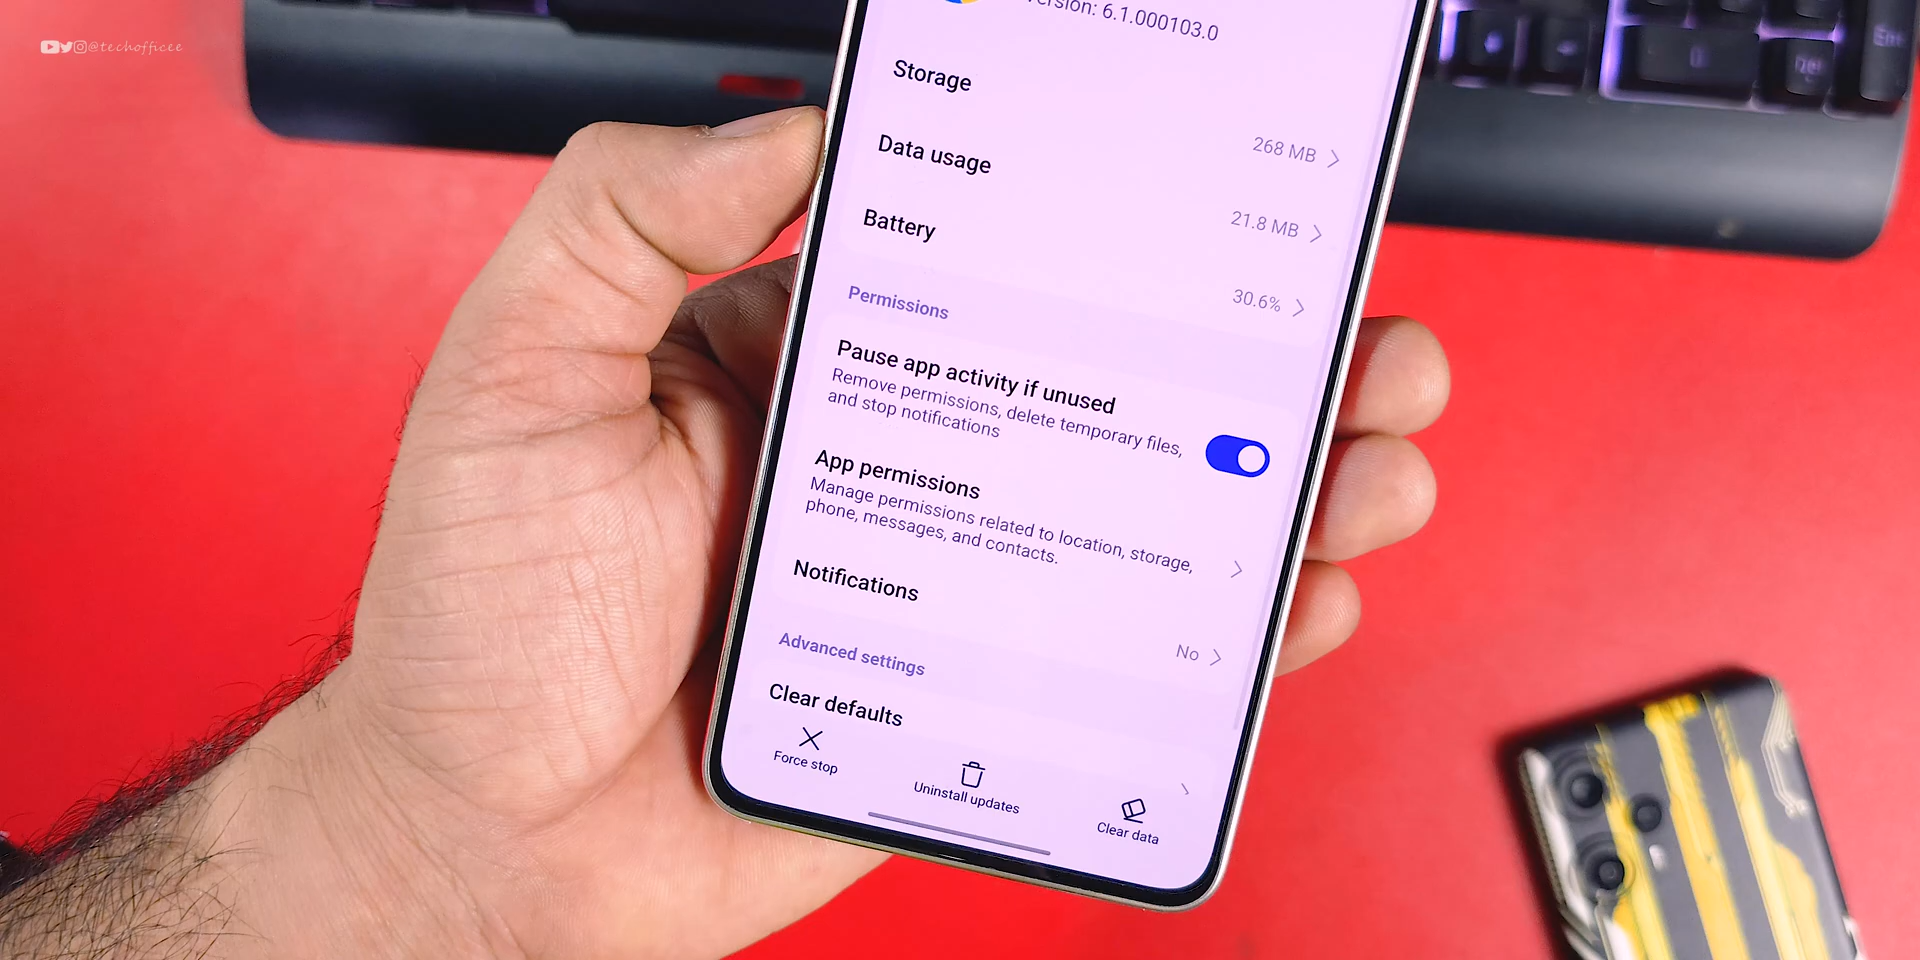 @techofficee
Version: 6.1.000103.0
Storage
268 MB
Data usage
21.8 MB
Battery
30.6%
Permissions
Pause app activity if unused
Remove permissions, delete temporary files,
and stop notifications
App permissions
Manage permissions related to location, storage,
phone, messages, and contacts.
Notifications
No
Advanced settings
Clear defaults
Force stop
Uninstall updates
Clear data